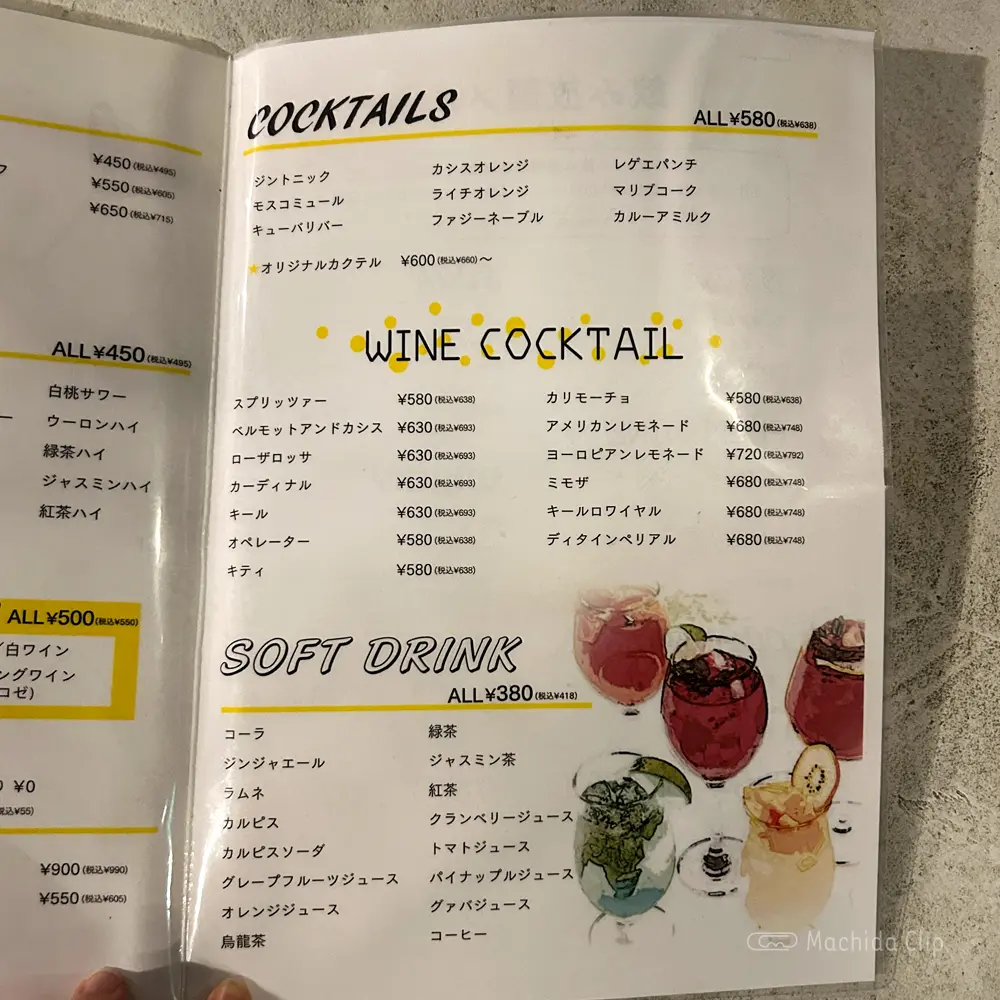 ¥450(税込¥495)
¥550(税込¥605)
¥650(税込¥715)
ALL¥450(税込¥495)
白桃サワー
ウーロンハイ
緑茶ハイ
ジャスミンハイ
紅茶ハイ
ALL¥500(税込¥550)
/白ワイン
ングワイン
コゼ)
¥0
税込¥55)
¥900(税込¥990)
¥550(税込¥605)
COCKTAILS ALL¥580(税込¥638)
ジントニック カシスオレンジ レゲエパンチ
モスコミュール ライチオレンジ マリブコーク
キューバリバー ファジーネーブル カルーアミルク
★オリジナルカクテル ¥600(税込¥660)〜
WINE COCKTAIL
スプリッツァー ¥580(税込¥638) カリモーチョ ¥580(税込¥638)
ベルモットアンドカシス ¥630(税込¥693) アメリカンレモネード ¥680(税込¥748)
ローザロッサ ¥630(税込¥693) ヨーロピアンレモネード ¥720(税込¥792)
カーディナル ¥630(税込¥693) ミモザ ¥680(税込¥748)
キール ¥630(税込¥693) キールロワイヤル ¥680(税込¥748)
オペレーター ¥580(税込¥638) ディタインペリアル ¥680(税込¥748)
キティ ¥580(税込¥638)
SOFT DRINK
ALL¥380(税込¥418)
コーラ 緑茶
ジンジャエール ジャスミン茶
ラムネ 紅茶
カルピス クランベリージュース
カルピスソーダ トマトジュース
グレープフルーツジュース パイナップルジュース
オレンジジュース グァバジュース
烏龍茶 コーヒー
Machida Clip